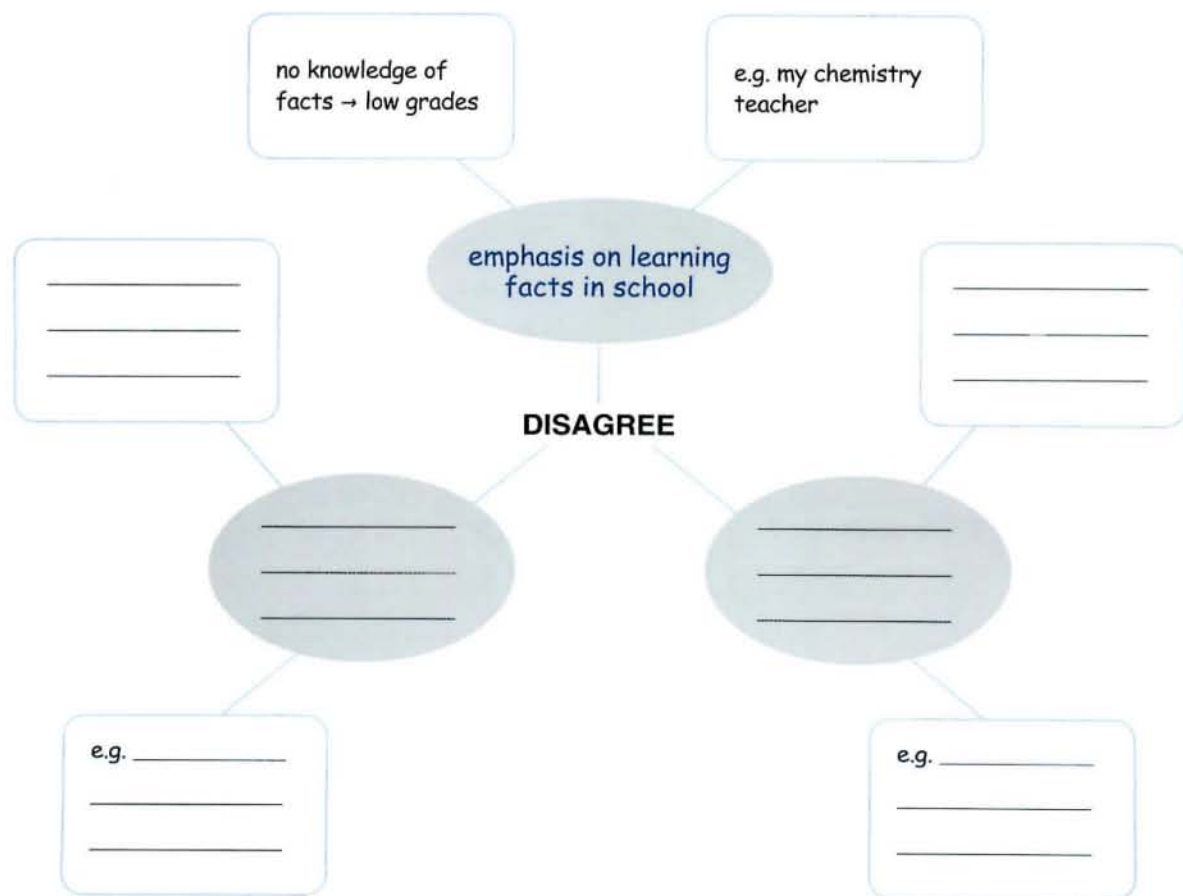 no knowledge of
facts → low grades
e.g. my chemistry
teacher
emphasis on learning
facts in school
DISAGREE
e.g.
e.g.